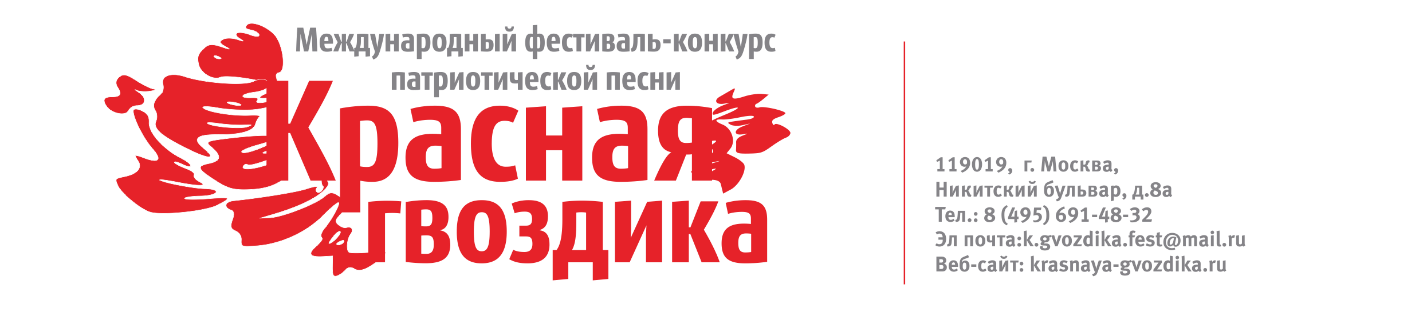 Международный фестиваль-конкурс
патриотической песни
Красная
гвоздика
119019,  г. Москва,
Никитский бульвар, д.8а
Тел.: 8 (495) 691-48-32
Эл почта:k.gvozdika.fest@mail.ru
Веб-сайт: krasnaya-gvozdika.ru